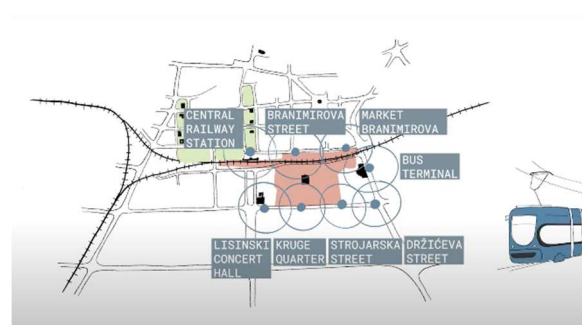 CENTRAL
RAILWAY
STATION
BRANIMIROVA
STREET
MARKET
BRANIMIROVA
BUS
TERMINAL
LISINSKI
CONCERT
HALL
KRUGE
QUARTER
STROJARSKA
STREET
DRŽIĆEVA
STREET